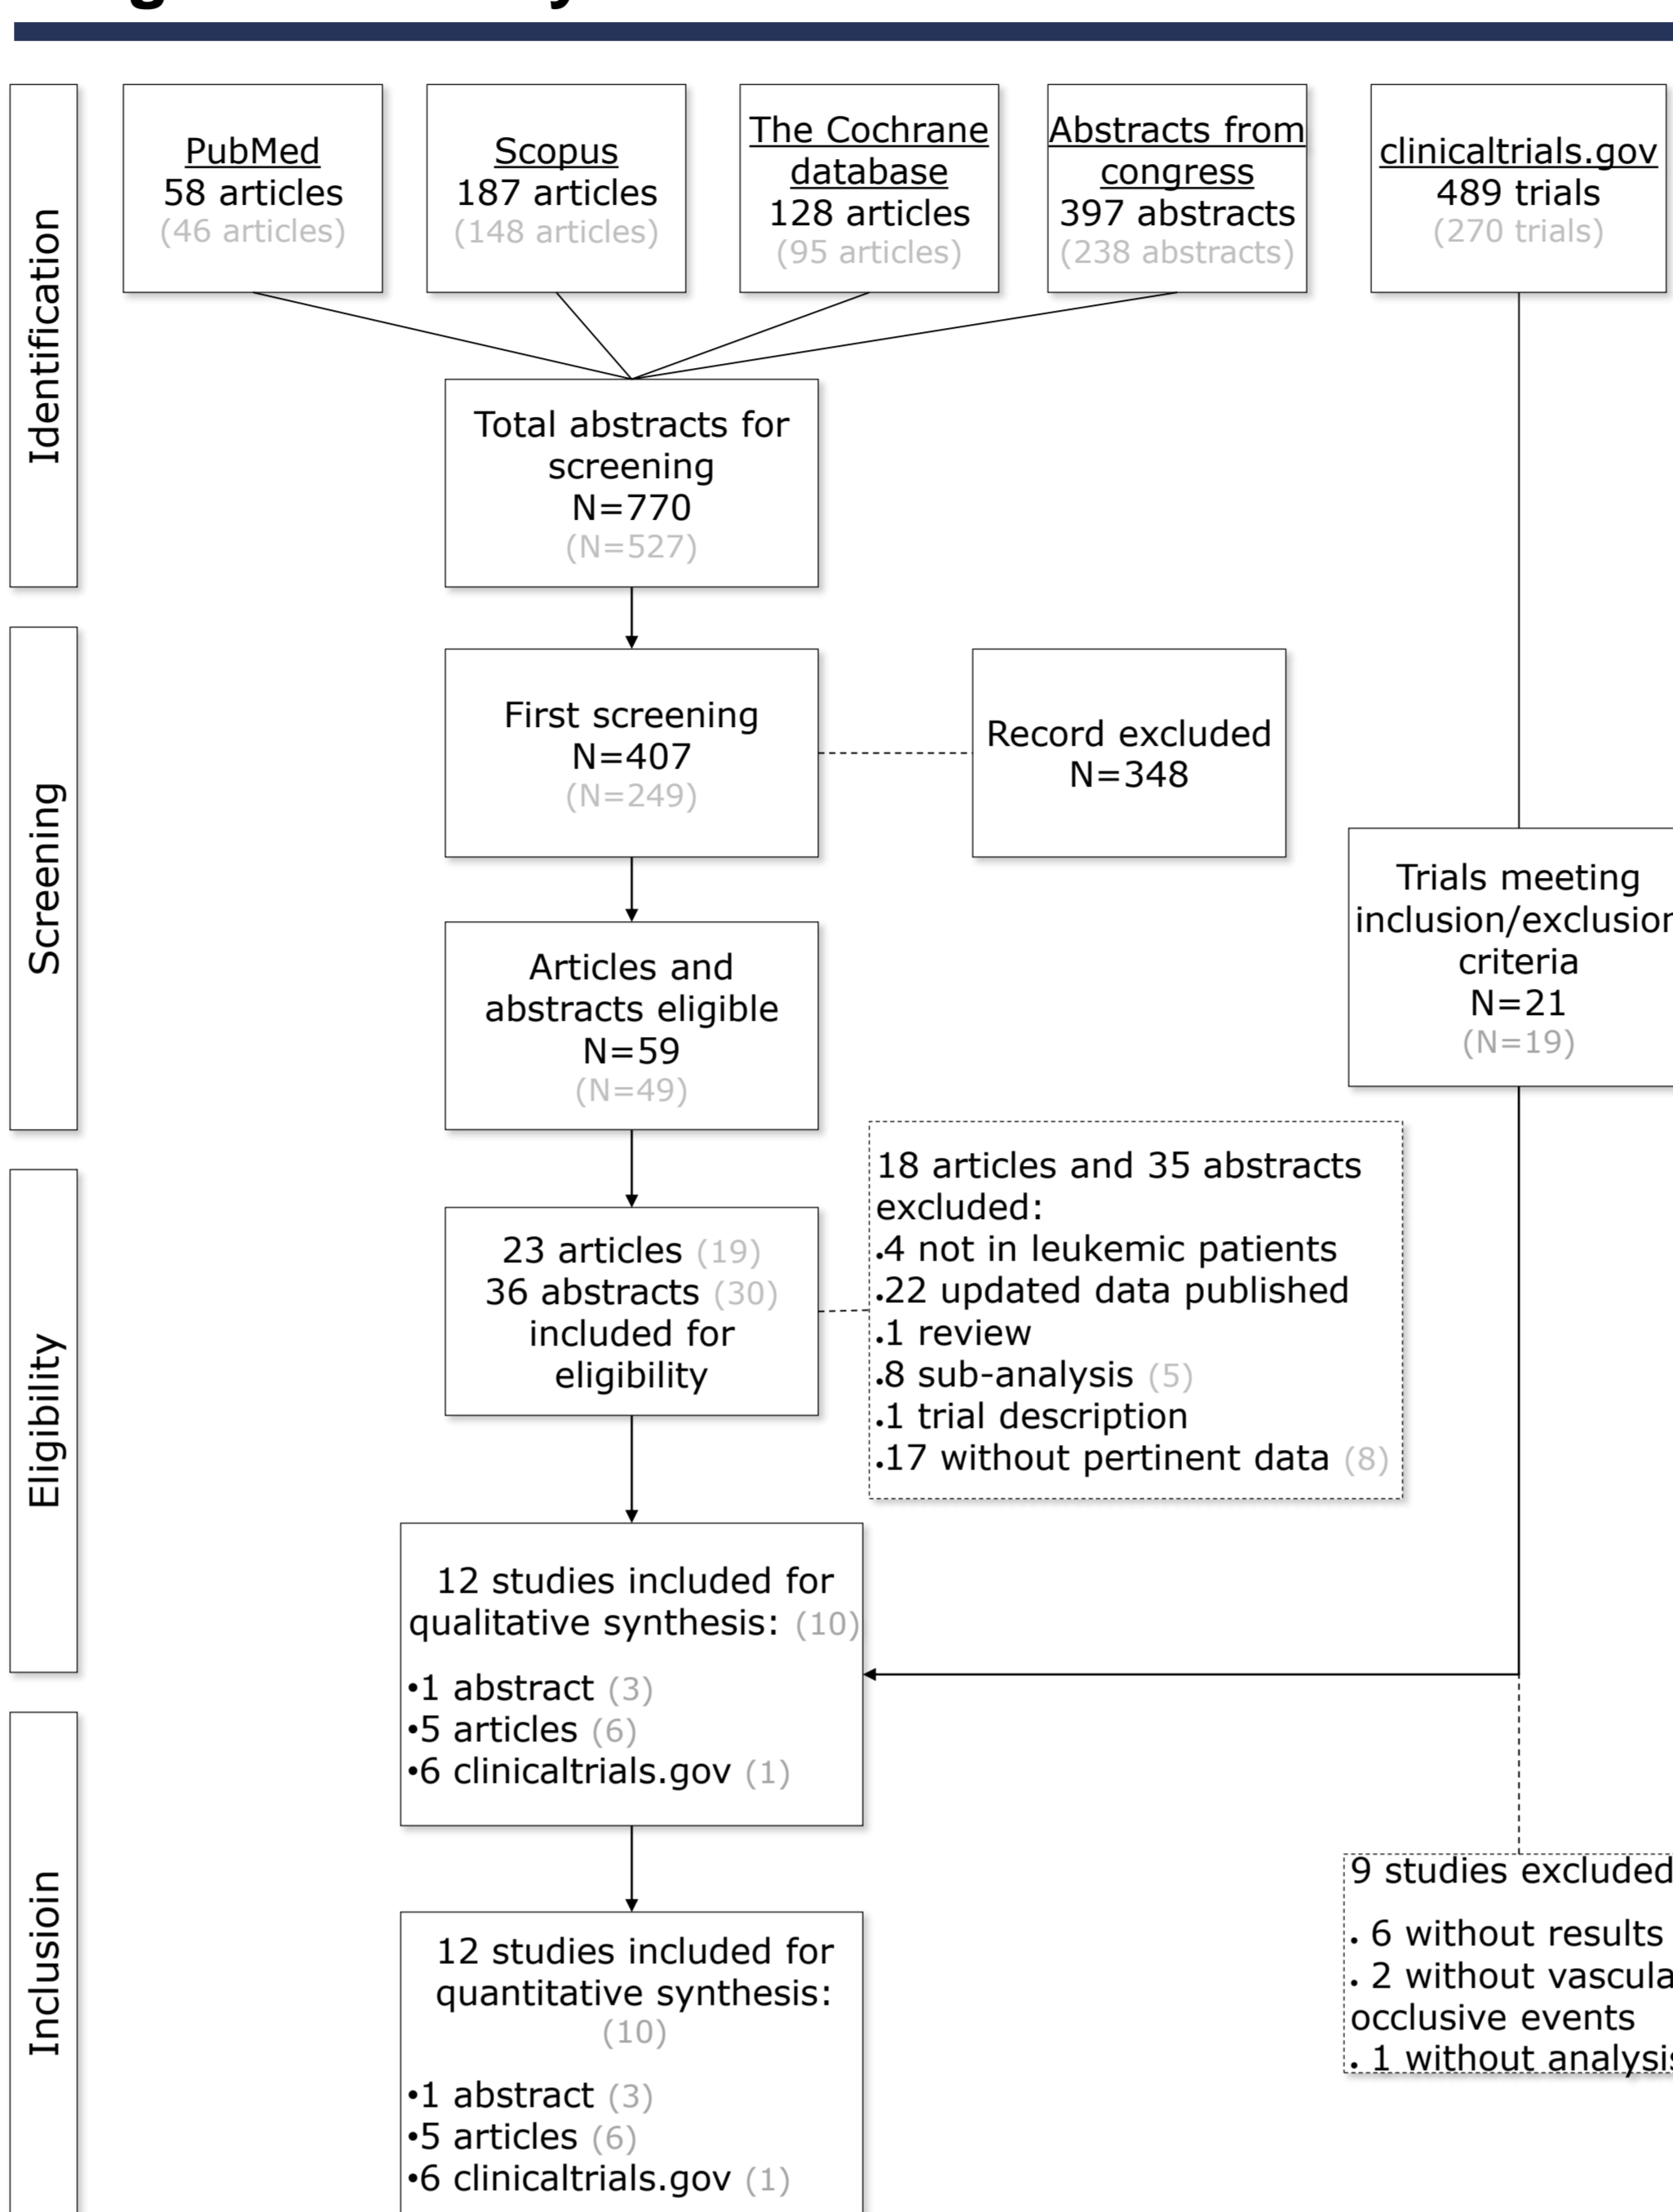 Identification
PubMed
58 articles
(46 articles)
Scopus
187 articles
(148 articles)
The Cochrane
database
128 articles
(95 articles)
Abstracts from
congress
397 abstracts
(238 abstracts)
clinicaltrials.gov
489 trials
(270 trials)
Total abstracts for
screening
N=770
(N=527)
Screening
First screening
N=407
(N=249)
Record excluded
N=348
Trials meeting
inclusion/exclusion
criteria
N=21
(N=19)
Articles and
abstracts eligible
N=59
(N=49)
Eligibility
23 articles (19)
36 abstracts (30)
included for
eligibility
18 articles and 35 abstracts
excluded:
.4 not in leukemic patients
.22 updated data published
.1 review
.8 sub-analysis (5)
.1 trial description
.17 without pertinent data (8)
12 studies included for
qualitative synthesis: (10)
•1 abstract (3)
•5 articles (6)
•6 clinicaltrials.gov (1)
Inclusioin
9 studies excluded
. 6 without results
. 2 without vascula
occlusive events
. 1 without analysis
12 studies included for
quantitative synthesis:
(10)
•1 abstract (3)
•5 articles (6)
•6 clinicaltrials.gov (1)